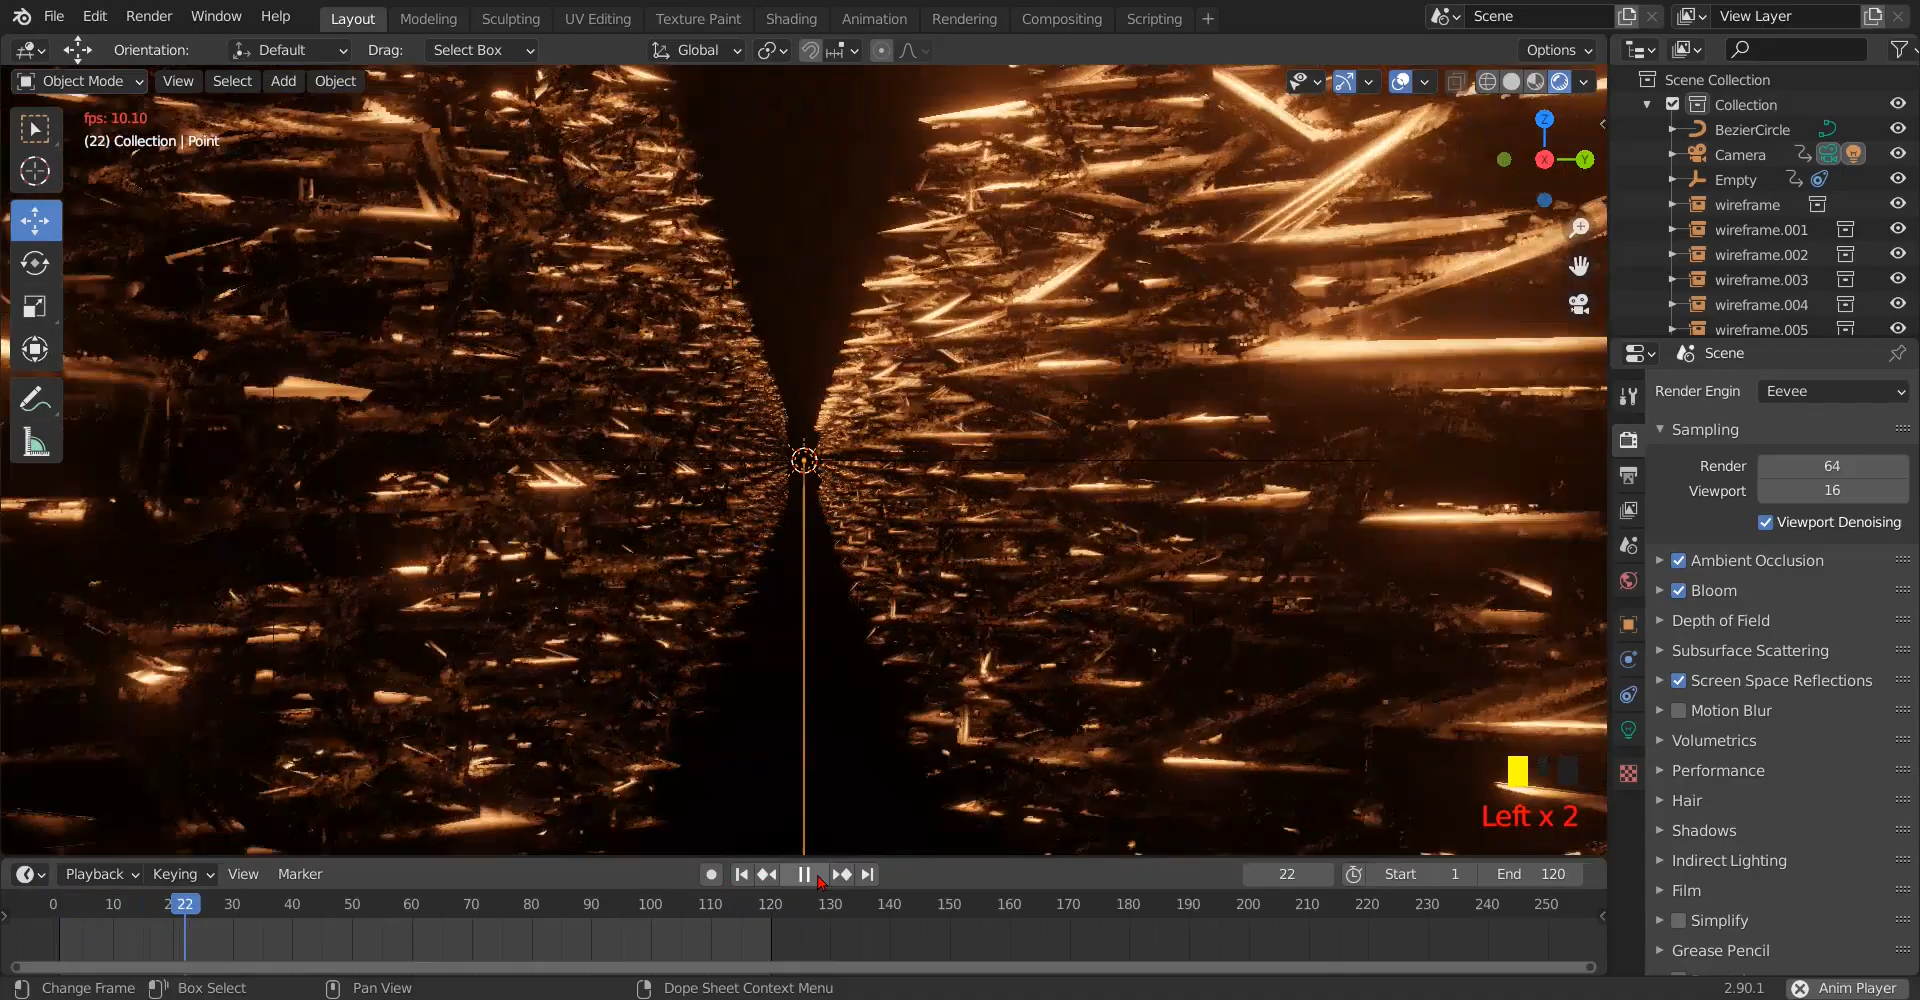 File Edit Render Window Help Layout Modeling Sculpting UV Editing Texture Paint Shading Animation Rendering Compositing Scripting + Scene View Layer
Orientation: Default Drag: Select Box Global Options
Object Mode View Select Add Object
Scene Collection
Collection
BezierCircle
Camera
Empty
wireframe
wireframe.001
wireframe.002
wireframe.003
wireframe.004
wireframe.005
fps: 10.10
(22) Collection | Point
Z
X
Y
Scene
Render Engin Eevee
Sampling
Render 64
Viewport 16
Viewport Denoising
Ambient Occlusion
Bloom
Depth of Field
Subsurface Scattering
Screen Space Reflections
Motion Blur
Volumetrics
Performance
Hair
Shadows
Indirect Lighting
Film
Simplify
Grease Pencil
Left x 2
Playback Keying View Marker 22 Start 1 End 120
0 10 22 30 40 50 60 70 80 90 100 110 120 130 140 150 160 170 180 190 200 210 220 230 240 250
Change Frame Box Select Pan View Dope Sheet Context Menu 2.90.1 Anim Player